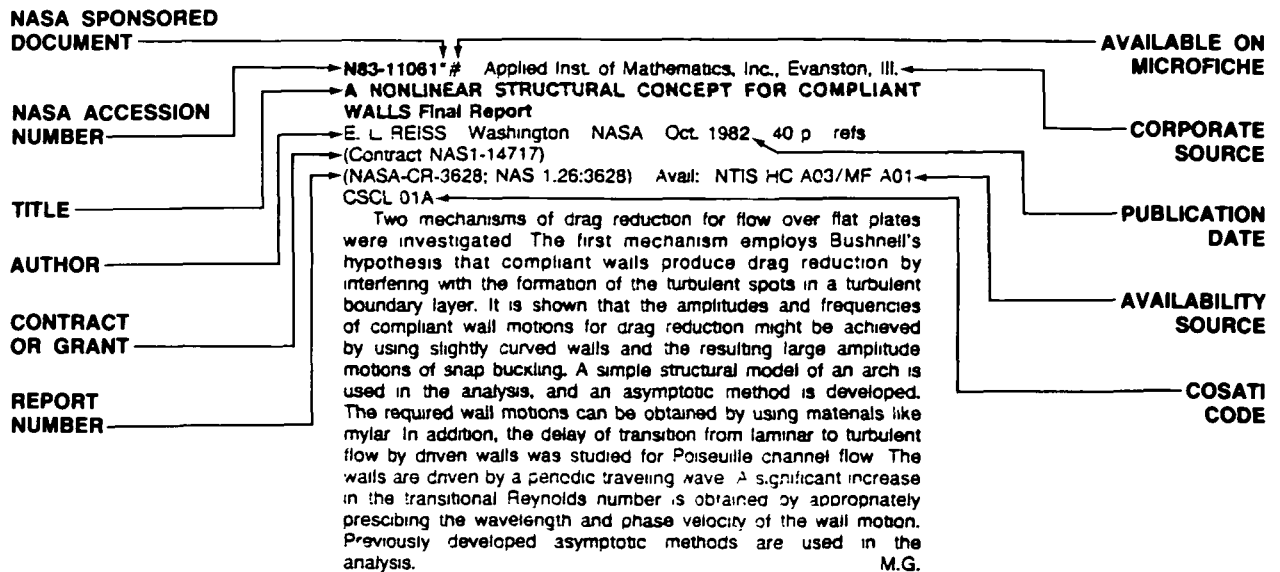 NASA SPONSORED
DOCUMENT
NASA ACCESSION
NUMBER
TITLE
AUTHOR
CONTRACT
OR GRANT
REPORT
NUMBER
N83-11061*# Applied Inst. of Mathematics, Inc., Evanston, Ill.
A NONLINEAR STRUCTURAL CONCEPT FOR COMPLIANT
WALLS Final Report
E. L. REISS Washington NASA Oct. 1982 40 p refs
(Contract NAS1-14717)
(NASA-CR-3628; NAS 1.26:3628) Avail: NTIS HC A03/MF A01
CSCL 01A
Two mechanisms of drag reduction for flow over flat plates
were investigated The first mechanism employs Bushnell's
hypothesis that compliant walls produce drag reduction by
interfering with the formation of the turbulent spots in a turbulent
boundary layer. It is shown that the amplitudes and frequencies
of compliant wall motions for drag reduction might be achieved
by using slightly curved walls and the resulting large amplitude
motions of snap buckling. A simple structural model of an arch is
used in the analysis, and an asymptotic method is developed.
The required wall motions can be obtained by using materials like
mylar In addition, the delay of transition from laminar to turbulent
flow by driven walls was studied for Poiseuille channel flow The
walls are driven by a periodic traveling wave A significant increase
in the transitional Reynolds number is obtained by appropriately
prescibing the wavelength and phase velocity of the wall motion.
Previously developed asymptotic methods are used in the
analysis. M.G.
AVAILABLE ON
MICROFICHE
CORPORATE
SOURCE
PUBLICATION
DATE
AVAILABILITY
SOURCE
COSATI
CODE